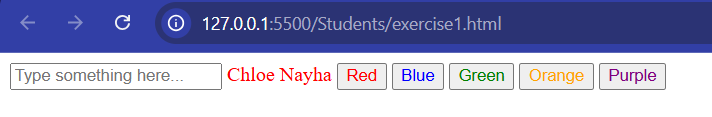 127.0.0.1:5500/Students/exercise1.html
Type something here... Chloe Nayha Red Blue Green Orange Purple